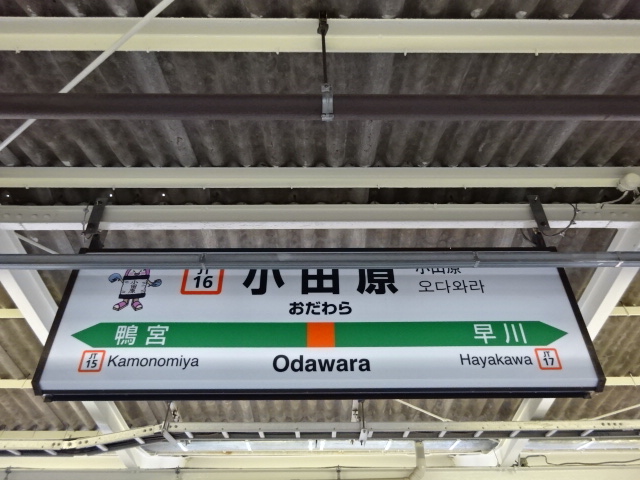 JT
16
小田原
小田原
오다와라
おだわら
鴨宮
早川
JT
15
Kamonomiya
Odawara
Hayakawa
JT
17